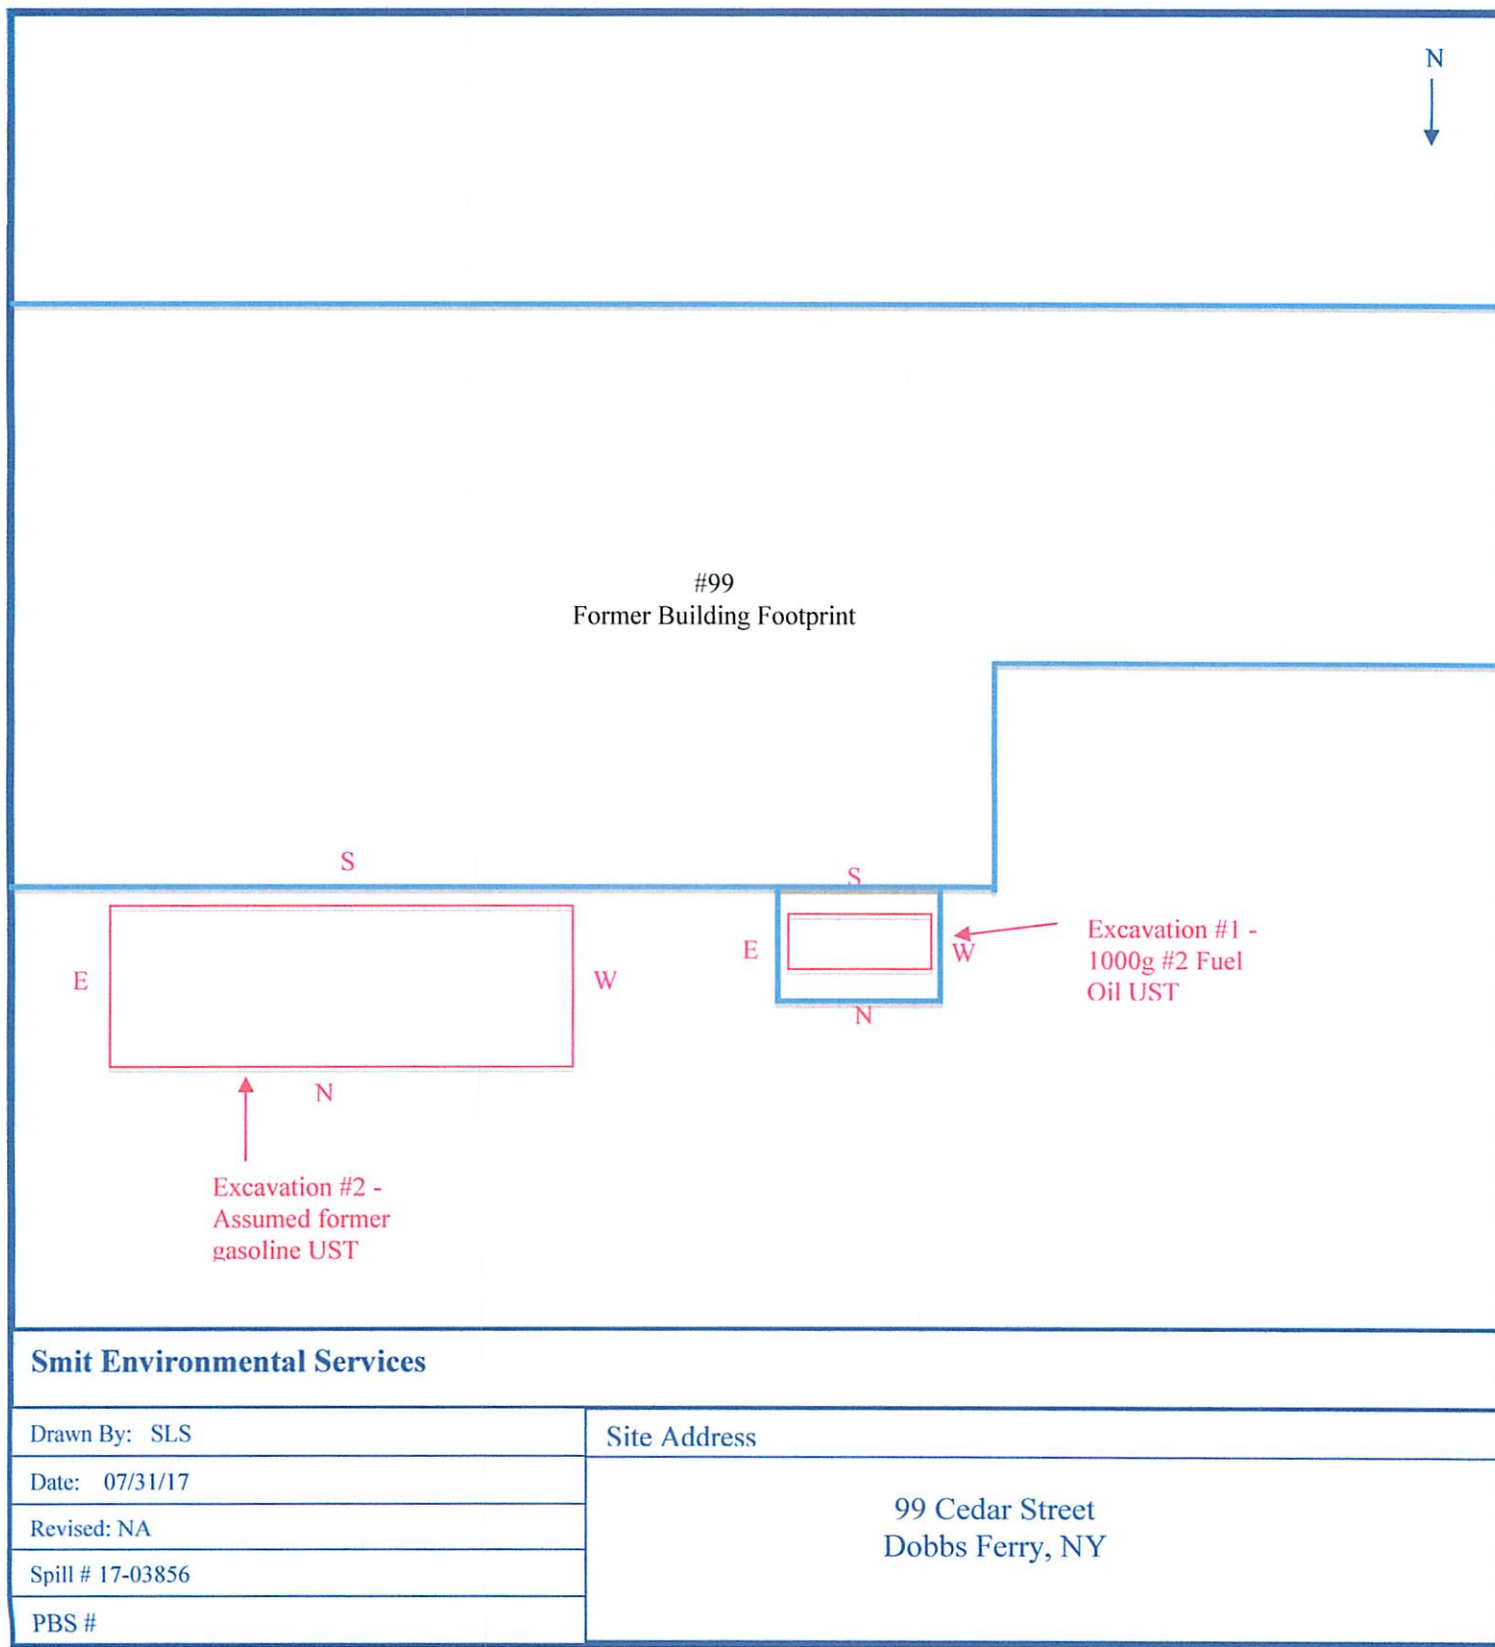 N
#99
Former Building Footprint
S
S
E
W
E
W
N
N
Excavation #1 -
1000g #2 Fuel
Oil UST
Excavation #2 -
Assumed former
gasoline UST
Smit Environmental Services
Drawn By: SLS
Date: 07/31/17
Revised: NA
Spill # 17-03856
PBS #
Site Address
99 Cedar Street
Dobbs Ferry, NY